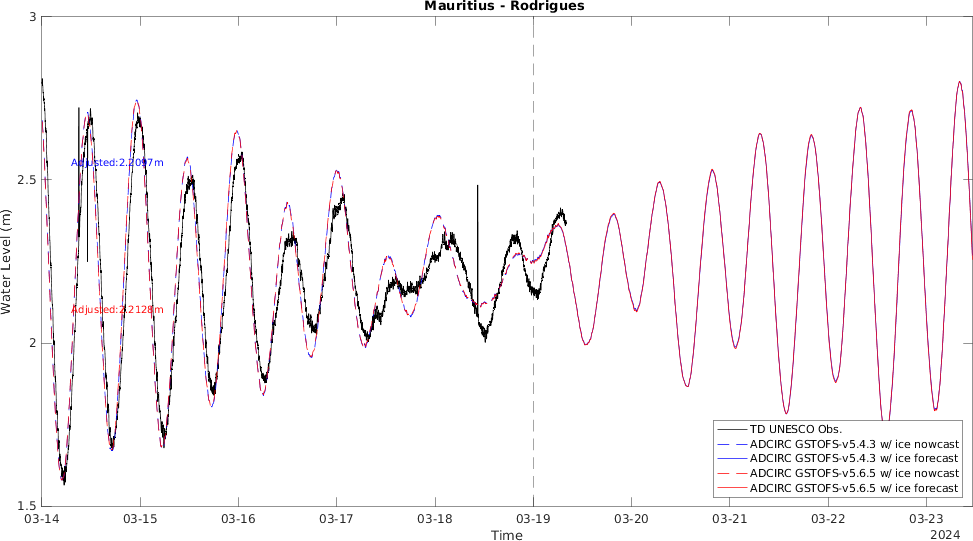 Mauritius - Rodrigues
3
2.5
2
1.5
Water Level (m)
Adjusted:2.2097m
Adjusted:2.2128m
TD UNESCO Obs.
ADCIRC GSTOFS-v5.4.3 w/ ice nowcast
ADCIRC GSTOFS-v5.4.3 w/ ice forecast
ADCIRC GSTOFS-v5.6.5 w/ ice nowcast
ADCIRC GSTOFS-v5.6.5 w/ ice forecast
03-14 03-15 03-16 03-17 03-18 03-19 03-20 03-21 03-22 03-23
Time
2024